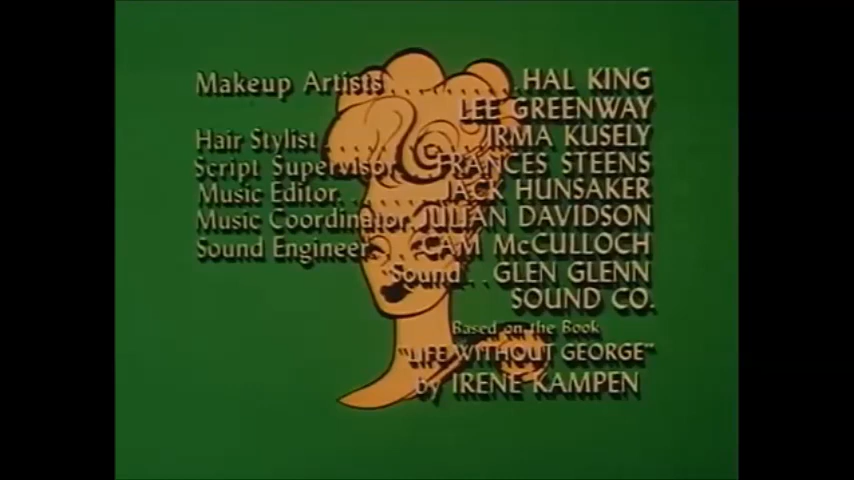 Makeup Artists......HAL KING
LEE GREENWAY
Hair Stylist..........IRMA KUSELY
Script Supervisor...FRANCES STEENS
Music Editor..........JACK HUNSAKER
Music Coordinator.JULIAN DAVIDSON
Sound Engineer....CAM McCULLOCH
Sound...GLEN GLENN
SOUND CO.
Based on the Book
"LIFE WITHOUT GEORGE"
by IRENE KAMPEN